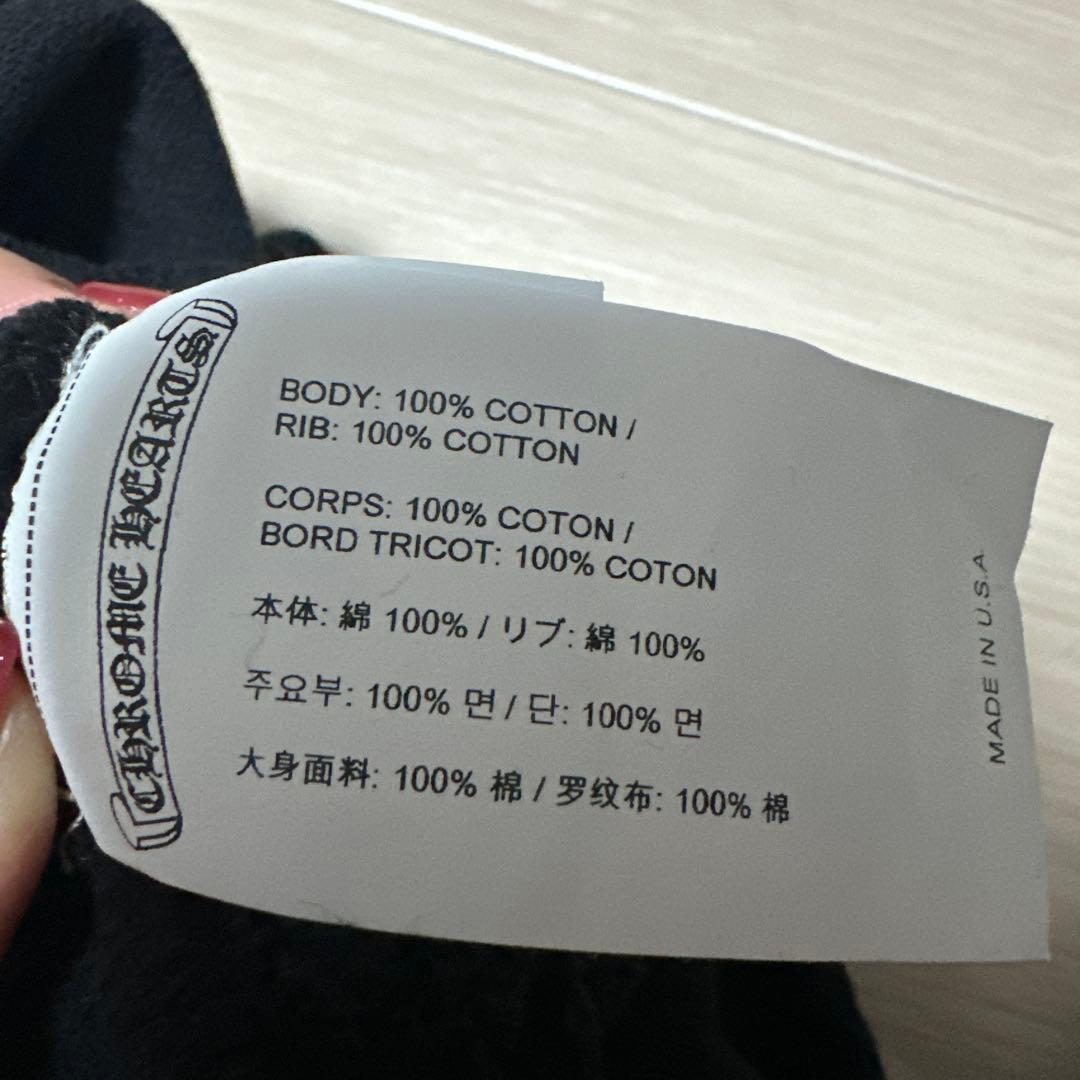 CHROME HEARTS
BODY: 100% COTTON /
RIB: 100% COTTON
CORPS: 100% COTON /
BORD TRICOT: 100% COTON
本体: 綿 100% / リブ: 綿 100%
주요부: 100% 면 / 단: 100% 면
大身面料: 100% 棉 / 罗纹布: 100% 棉
MADE IN U.S.A